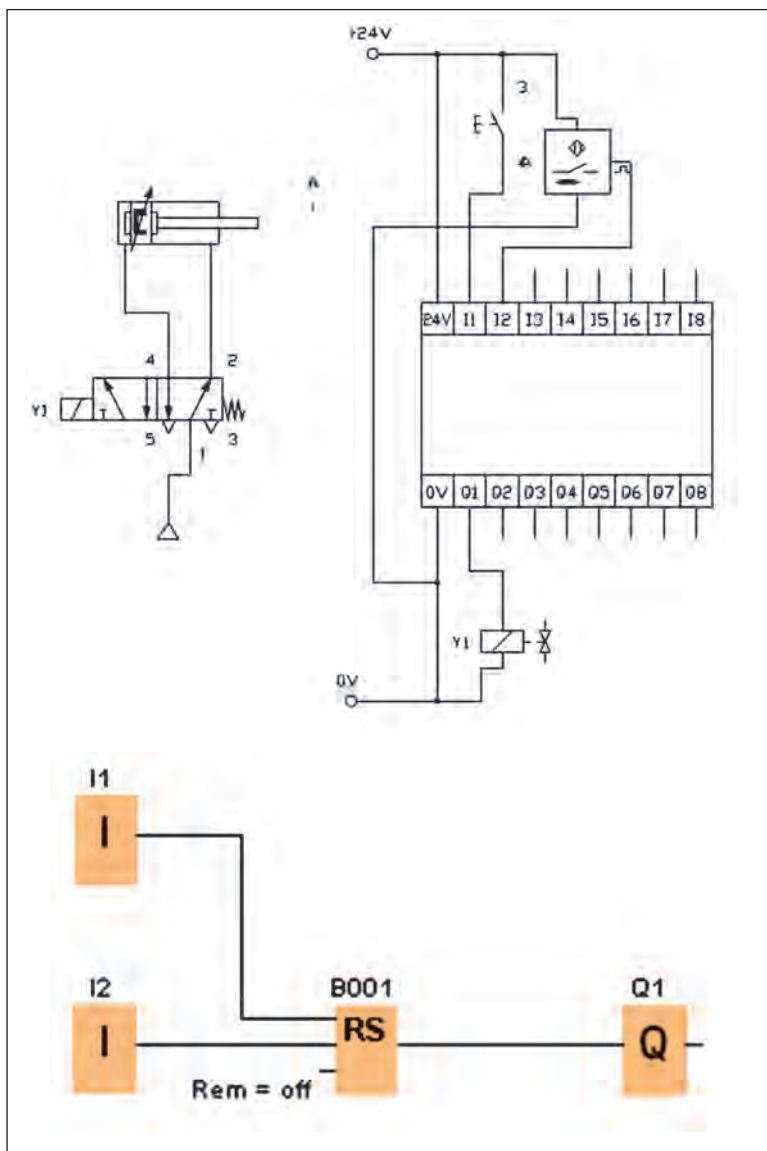 +24V
3
4
4 2
Y1
5 3
1
24V I1 I2 I3 I4 I5 I6 I7 I8
0V Q1 Q2 Q3 Q4 Q5 Q6 Q7 Q8
Y1
0V
I1
I
I2 B001 Q1
I RS Q
Rem = off